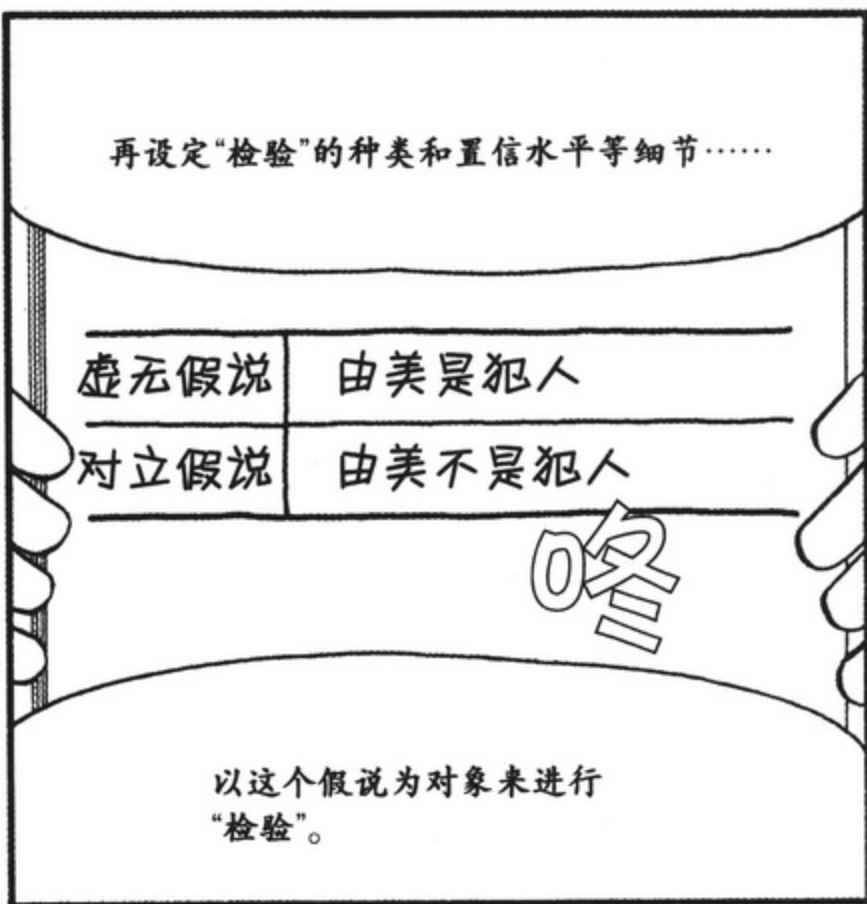 再设定“检验”的种类和置信水平等细节……
虚无假说 由美是犯人
对立假说 由美不是犯人
咚
以这个假说为对象来进行
“检验”。